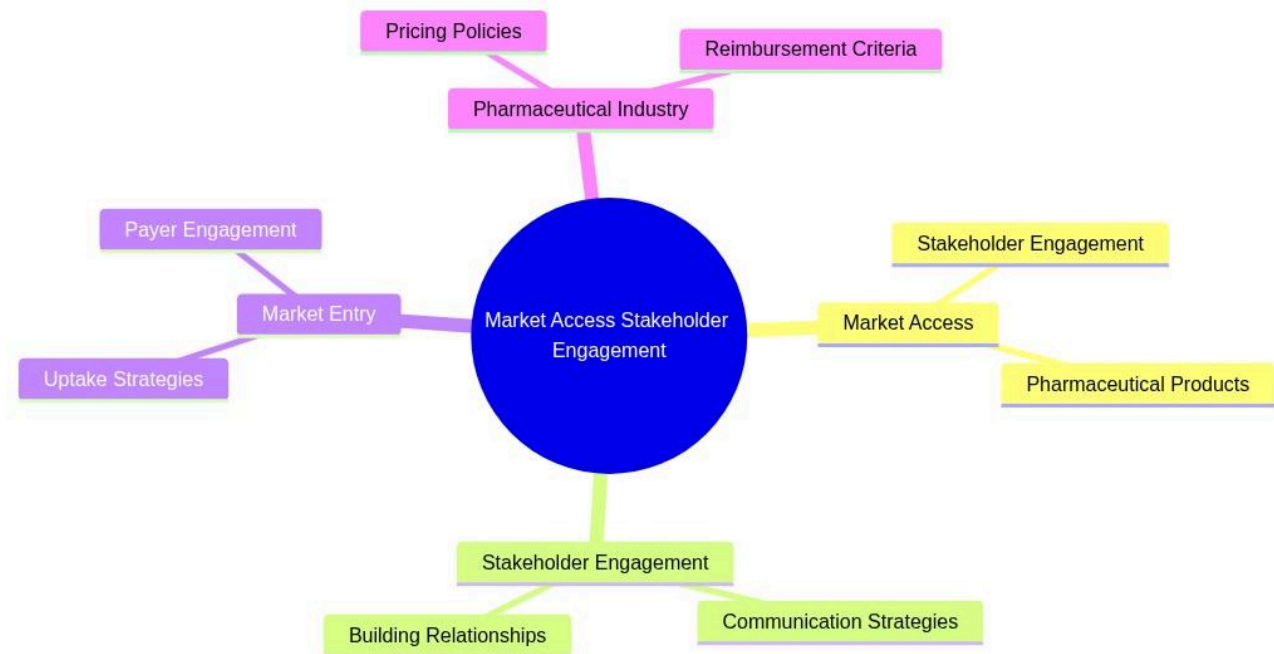 Pricing Policies
Reimbursement Criteria
Pharmaceutical Industry
Payer Engagement
Stakeholder Engagement
Market Entry
Market Access Stakeholder
Engagement
Market Access
Uptake Strategies
Pharmaceutical Products
Stakeholder Engagement
Building Relationships
Communication Strategies